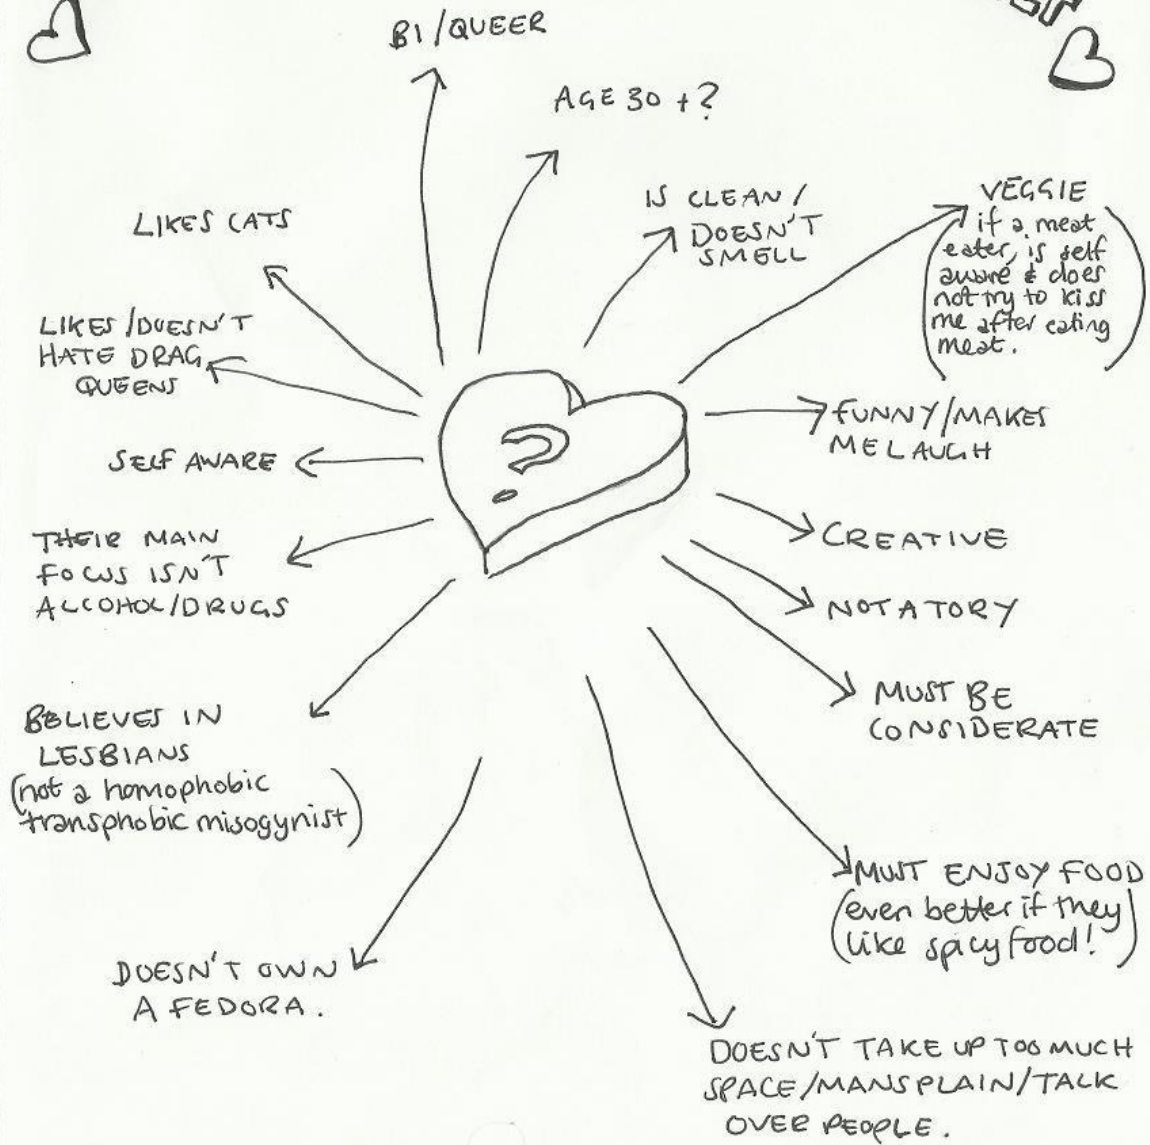 BI/QUEER
AGE 30+?
IS CLEAN/
DOESN'T
SMELL
VEGGIE
(if a meat
eater, is self
aware & does
not try to kiss
me after eating
meat.)
FUNNY/MAKES
ME LAUGH
CREATIVE
NOT A TORY
MUST BE
CONSIDERATE
MUST ENJOY FOOD
(even better if they
like spicy food!)
DOESN'T TAKE UP TOO MUCH
SPACE/MANSPLAIN/TALK
OVER PEOPLE.
DOESN'T OWN
A FEDORA.
BELIEVES IN
LESBIANS
(not a homophobic
transphobic misogynist)
THEIR MAIN
FOCUS ISN'T
ALCOHOL/DRUGS
SELF AWARE
LIKES/DOESN'T
HATE DRAG
QUEENS
LIKES CATS
?